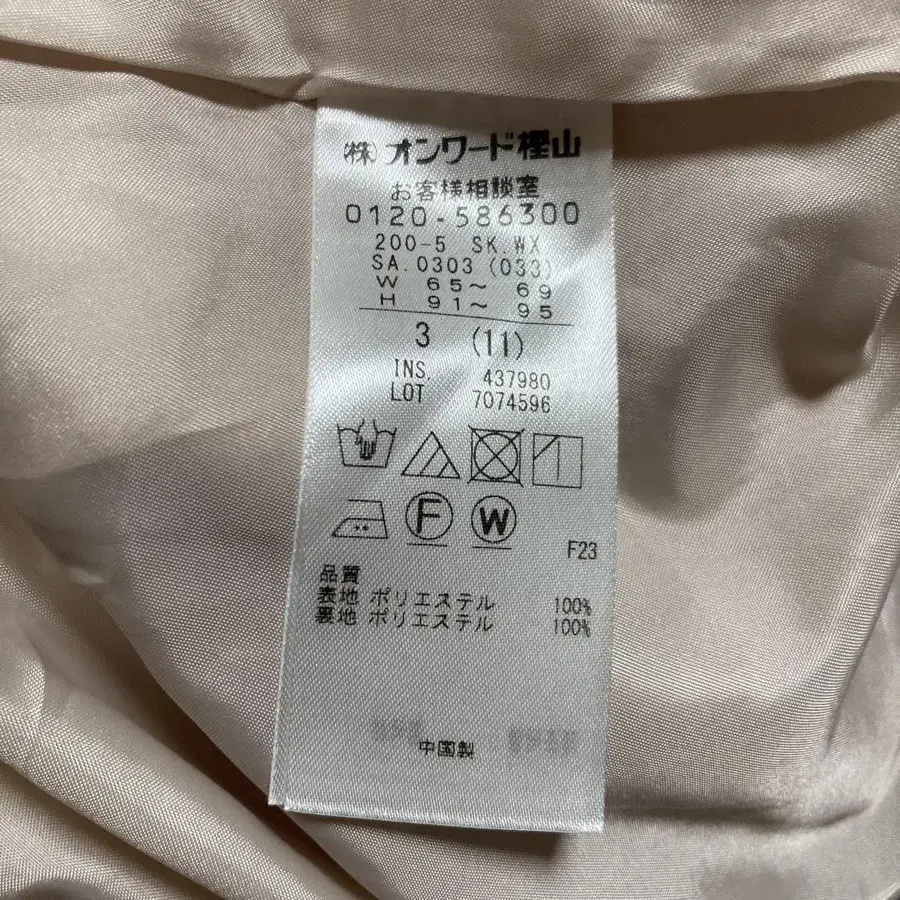 ㈱オンワード樫山
お客様相談室
0120-586300
200-5 SK.WX
SA.0303 (033)
W 65～ 69
H 91～ 95
3 (11)
INS. 437980
LOT 7074596
F W
F23
品質
表地 ポリエステル 100%
裏地 ポリエステル 100%
中国製